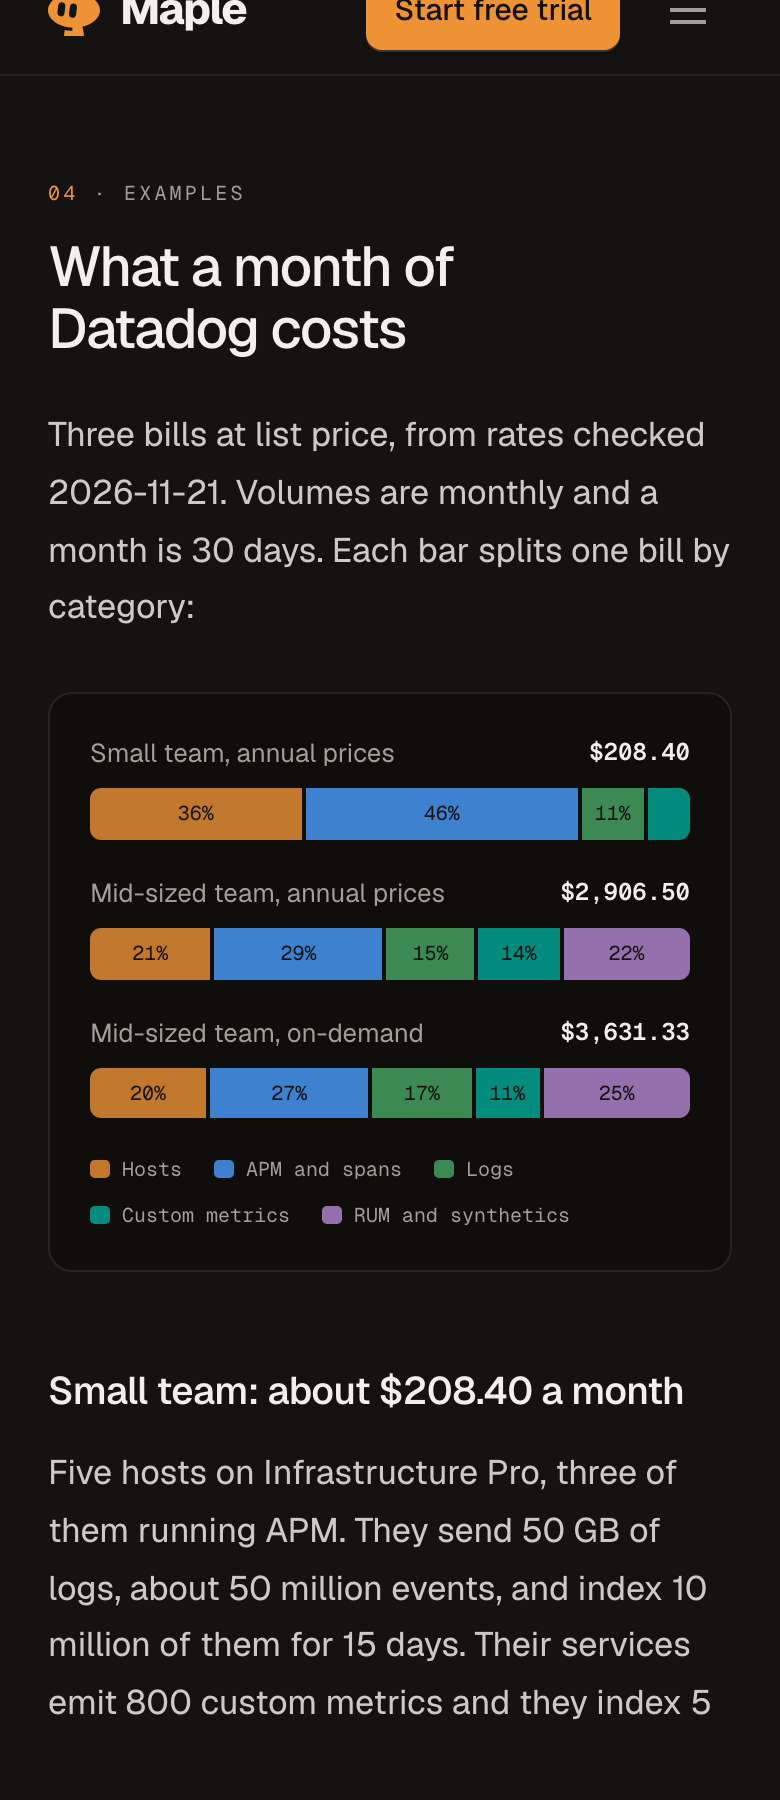 Maple
Start free trial
04 · EXAMPLES
What a month of
Datadog costs
Three bills at list price, from rates checked
2026-11-21. Volumes are monthly and a
month is 30 days. Each bar splits one bill by
category:
Small team, annual prices $208.40
36% 46% 11%
Mid-sized team, annual prices $2,906.50
21% 29% 15% 14% 22%
Mid-sized team, on-demand $3,631.33
20% 27% 17% 11% 25%
Hosts APM and spans Logs
Custom metrics RUM and synthetics
Small team: about $208.40 a month
Five hosts on Infrastructure Pro, three of
them running APM. They send 50 GB of
logs, about 50 million events, and index 10
million of them for 15 days. Their services
emit 800 custom metrics and they index 5